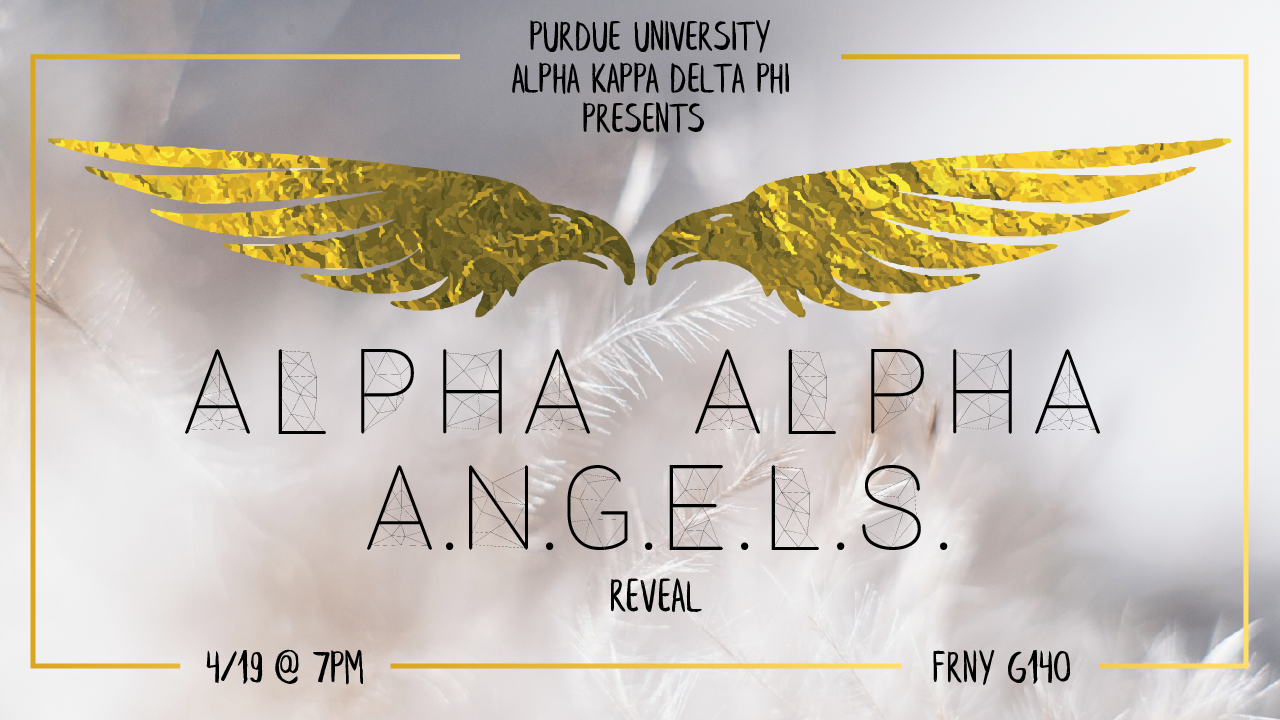 PURDUE UNIVERSITY
ALPHA KAPPA DELTA PHI
PRESENTS
ALPHA ALPHA
A.N.G.E.L.S.
REVEAL
4/19 @ 7PM
FRNY G140